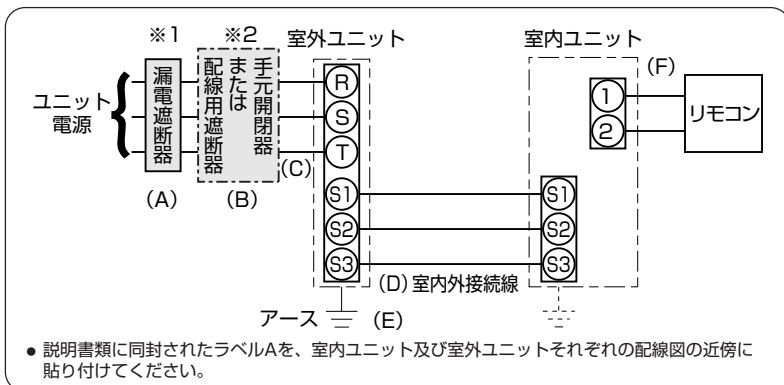 ※1
※2
室外ユニット
室内ユニット
ユニット
電源
漏電遮断器
手元開閉器
または
配線用遮断器
(A)
(B)
(C)
R
S
T
S1
S2
S3
(F)
1
2
リモコン
S1
S2
S3
(D) 室内外接続線
アース
(E)
● 説明書類に同封されたラベルAを、室内ユニット及び室外ユニットそれぞれの配線図の近傍に
貼り付けてください。